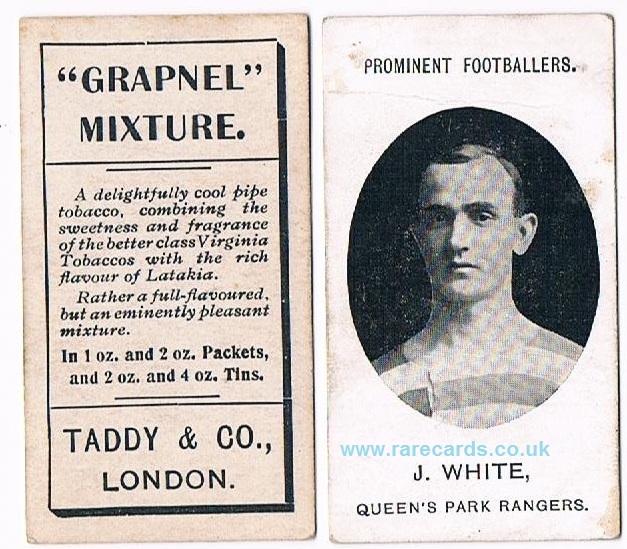 "GRAPNEL"
MIXTURE.
A delightfully cool pipe
tobacco, combining the
sweetness and fragrance
of the better class Virginia
Tobaccos with the rich
flavour of Latakia.
Rather a full-flavoured,
but an eminently pleasant
mixture.
In 1 oz. and 2 oz. Packets,
and 2 oz. and 4 oz. Tins.
TADDY & CO.,
LONDON.
PROMINENT FOOTBALLERS.
www.rarecards.co.uk
J. WHITE,
QUEEN'S PARK RANGERS.